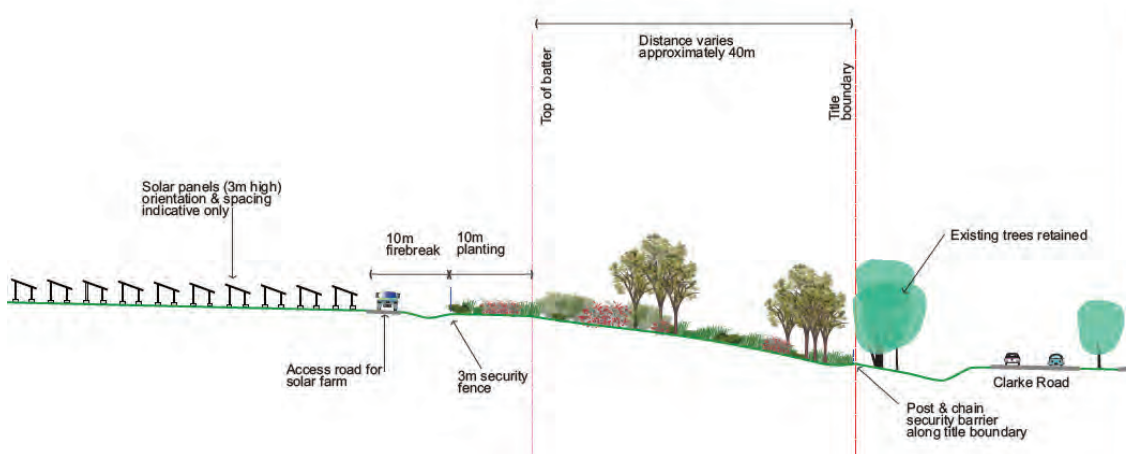 Distance varies
approximately 40m
Top of batter
Title
boundary
Solar panels (3m high)
orientation & spacing
indicative only
10m
firebreak
10m
planting
Existing trees retained
Access road for
solar farm
3m security
fence
Clarke Road
Post & chain
security barrier
along title boundary